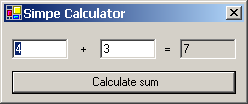 Simpe Calculator
4 + 3 = 7
Calculate sum